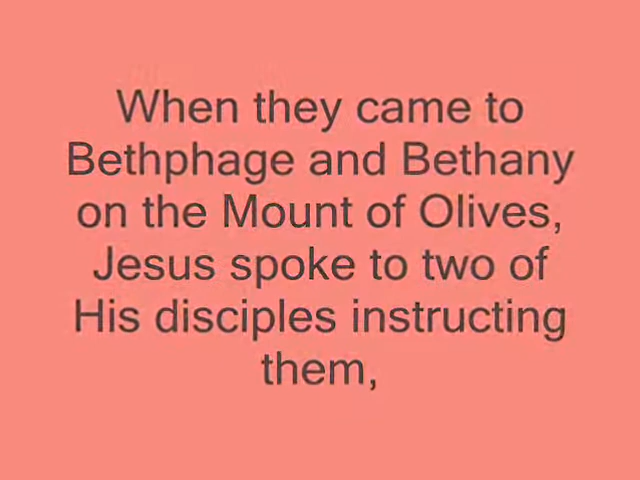 When they came to
Bethphage and Bethany
on the Mount of Olives,
Jesus spoke to two of
His disciples instructing
them,